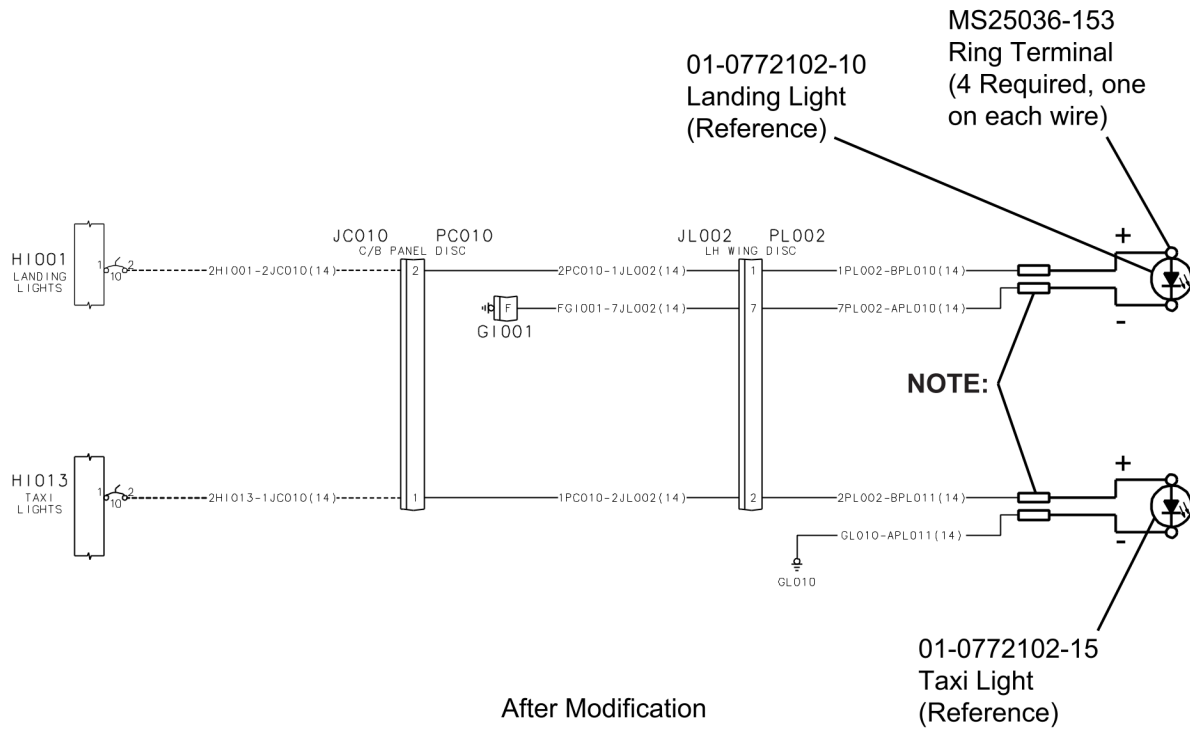 MS25036-153
Ring Terminal
(4 Required, one
on each wire)
01-0772102-10
Landing Light
(Reference)
HI001
LANDING
LIGHTS
1
10
2
2HI001-2JC010(14)
JC010 PC010
C/B PANEL DISC
2
2PC010-1JL002(14)
JL002 PL002
LH WING DISC
1
1PL002-BPL010(14)
+
F
GI001
FGI001-7JL002(14)
7
7PL002-APL010(14)
-
NOTE:
HI013
TAXI
LIGHTS
1
10
2
2HI013-1JC010(14)
1
1PC010-2JL002(14)
2
2PL002-BPL011(14)
+
GL010-APL011(14)
-
GL010
01-0772102-15
Taxi Light
(Reference)
After Modification